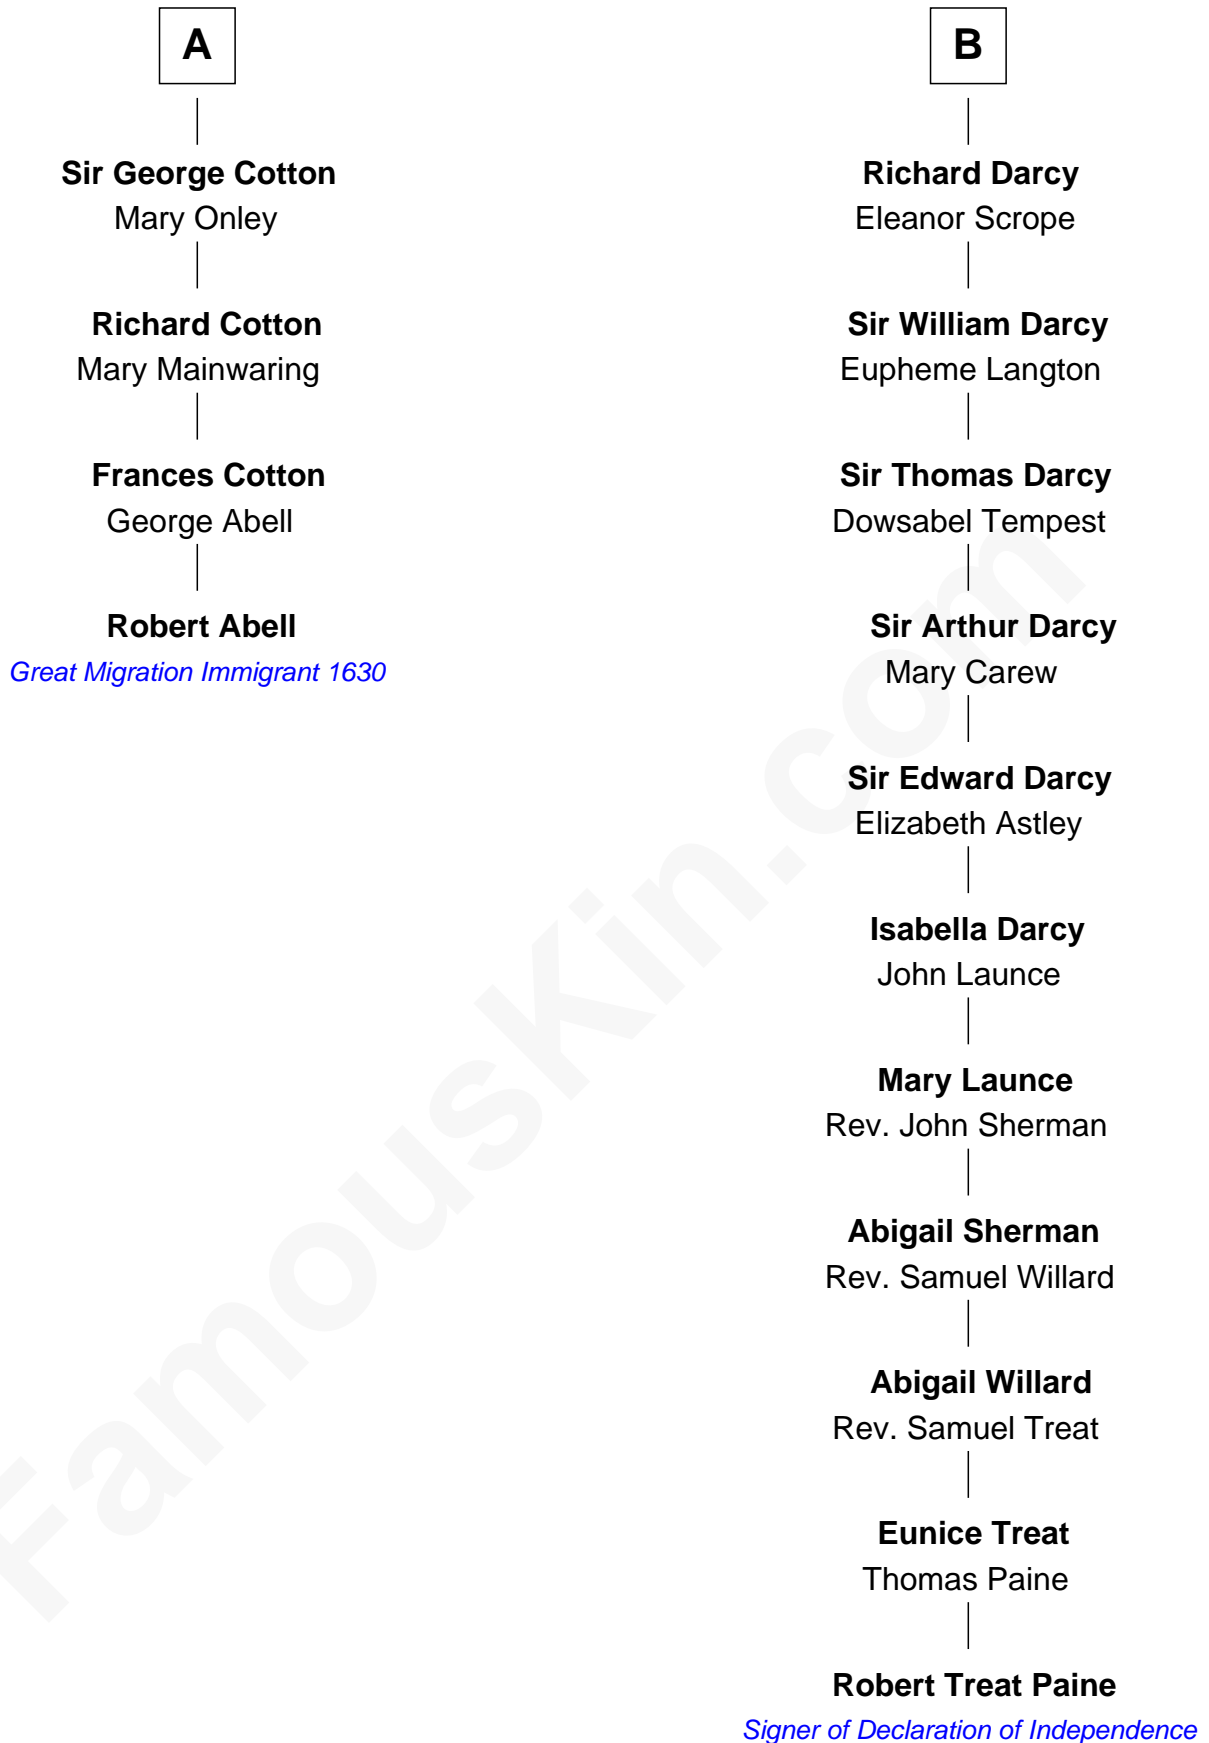 A
Sir George Cotton
Mary Onley
Richard Cotton
Mary Mainwaring
Frances Cotton
George Abell
Robert Abell
Great Migration Immigrant 1630
B
Richard Darcy
Eleanor Scrope
Sir William Darcy
Eupheme Langton
Sir Thomas Darcy
Dowsabel Tempest
Sir Arthur Darcy
Mary Carew
Sir Edward Darcy
Elizabeth Astley
Isabella Darcy
John Launce
Mary Launce
Rev. John Sherman
Abigail Sherman
Rev. Samuel Willard
Abigail Willard
Rev. Samuel Treat
Eunice Treat
Thomas Paine
Robert Treat Paine
Signer of Declaration of Independence
FamousKin.com